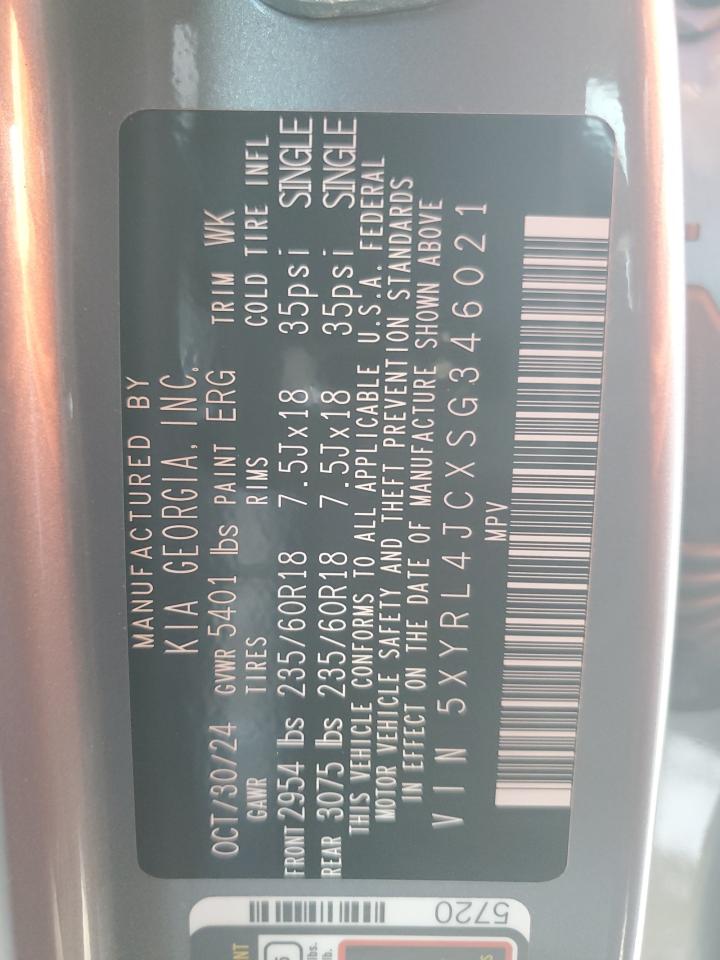 MANUFACTURED BY
KIA GEORGIA, INC.
OCT/30/24 GVWR 5401 lbs PAINT ERG TRIM WK
GAWR TIRES RIMS COLD TIRE INFL
FRONT 2954 lbs 235/60R18 7.5Jx18 35psi SINGLE
REAR 3075 lbs 235/60R18 7.5Jx18 35psi SINGLE
THIS VEHICLE CONFORMS TO ALL APPLICABLE U.S.A. FEDERAL
MOTOR VEHICLE SAFETY AND THEFT PREVENTION STANDARDS
IN EFFECT ON THE DATE OF MANUFACTURE SHOWN ABOVE
VIN 5XYRL4JCXSG346021
MPV
5720
lbs.
lb.